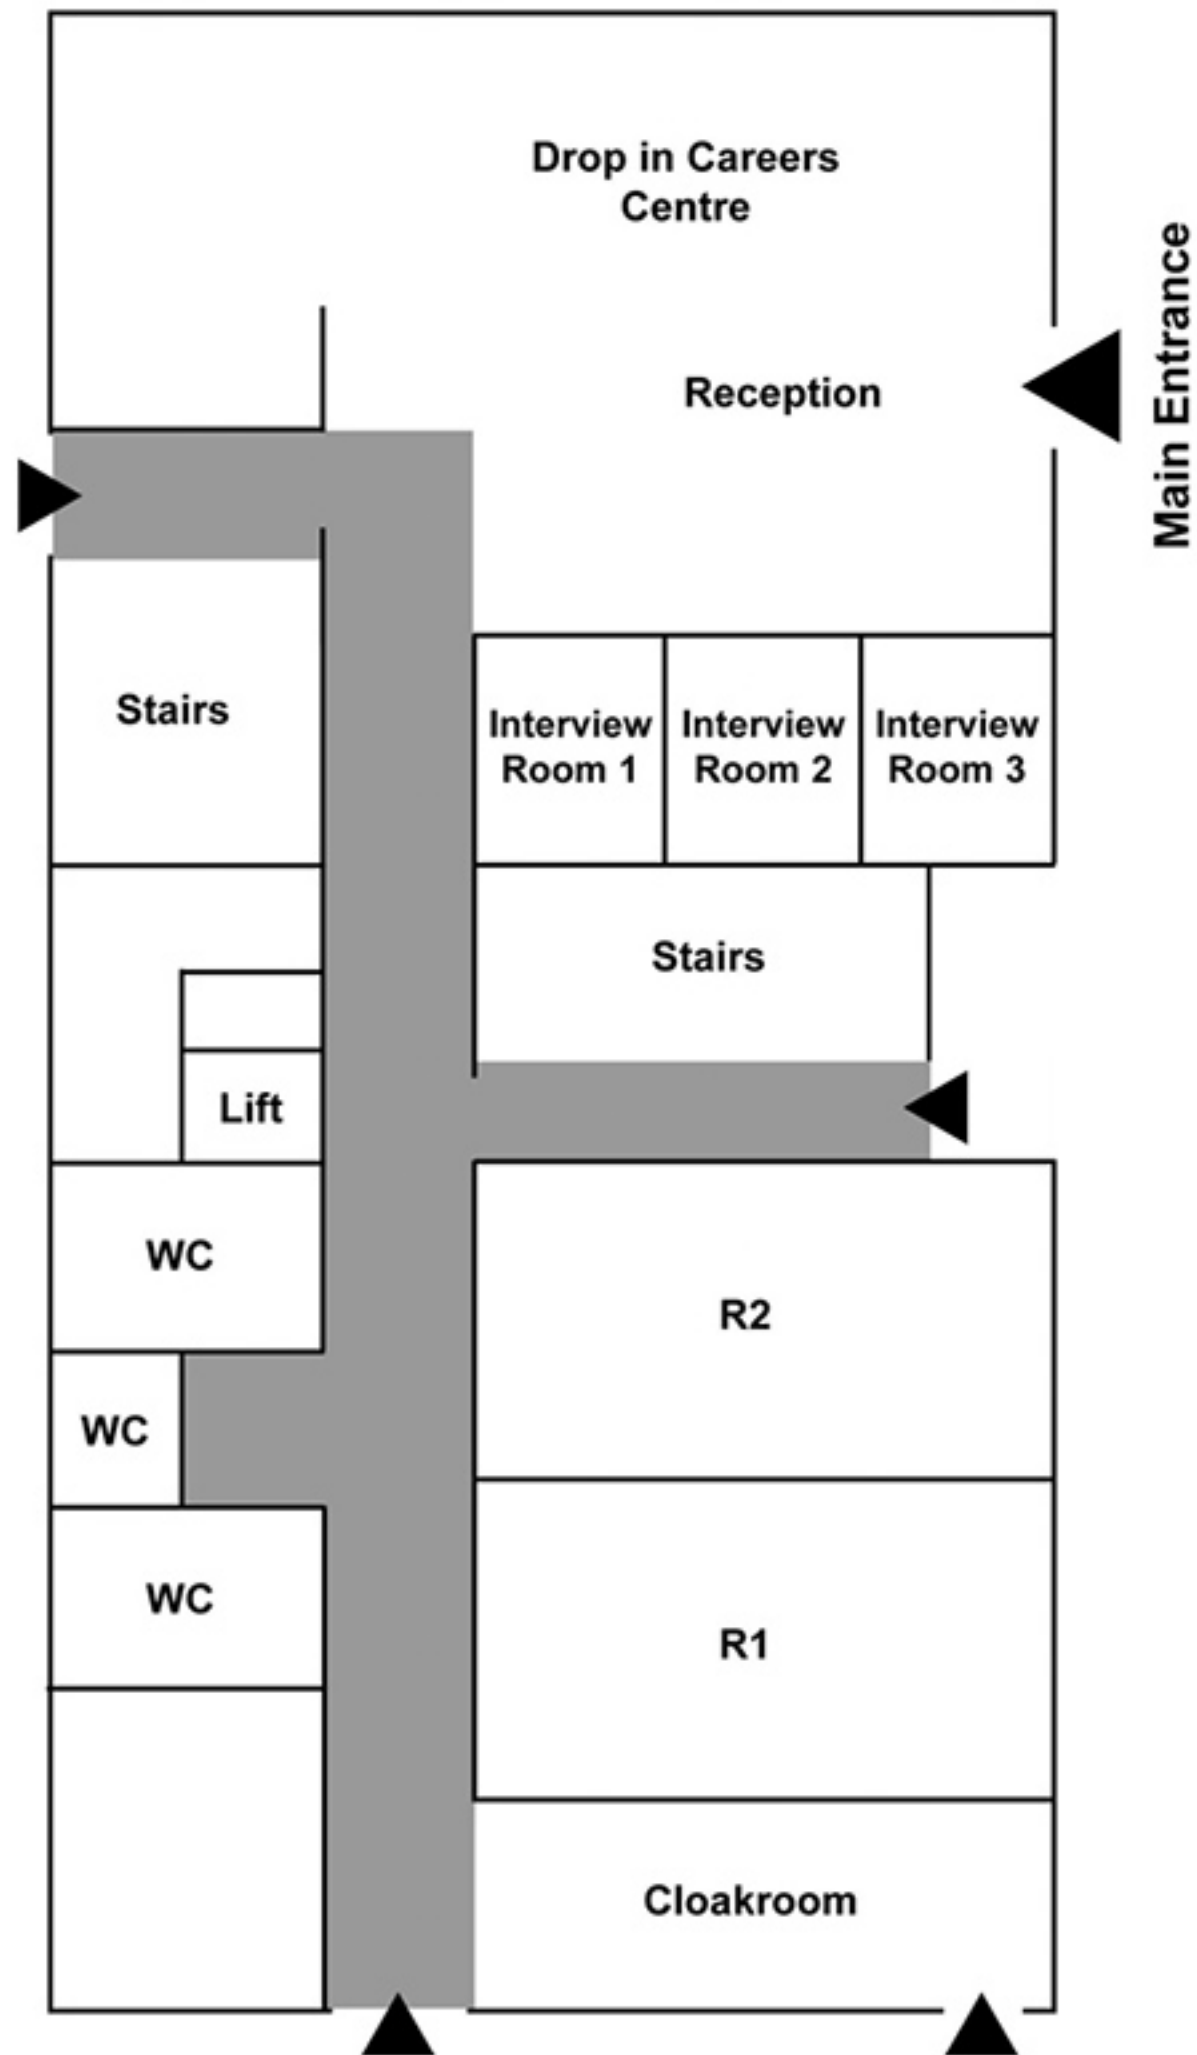 Drop in Careers
Centre
Main Entrance
Reception
Stairs
Interview
Room 1
Interview
Room 2
Interview
Room 3
Stairs
Lift
WC
R2
WC
WC
R1
Cloakroom